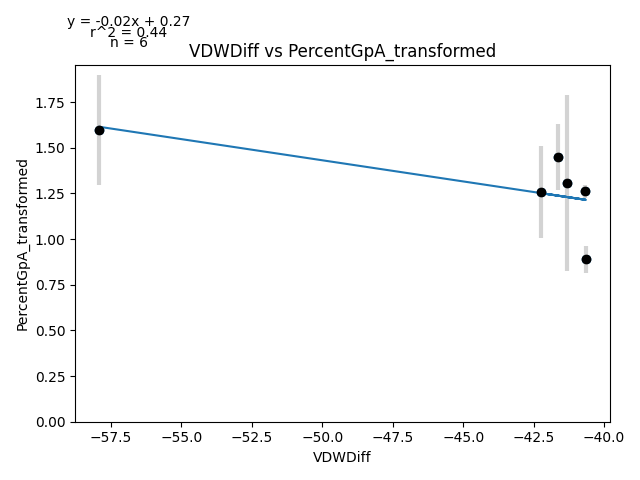 y = -0.02x + 0.27
r^2 = 0.44
n = 6
VDWDiff vs PercentGpA_transformed
PercentGpA_transformed
1.75
1.50
1.25
1.00
0.75
0.50
0.25
0.00
−57.5 −55.0 −52.5 −50.0 −47.5 −45.0 −42.5 −40.0
VDWDiff